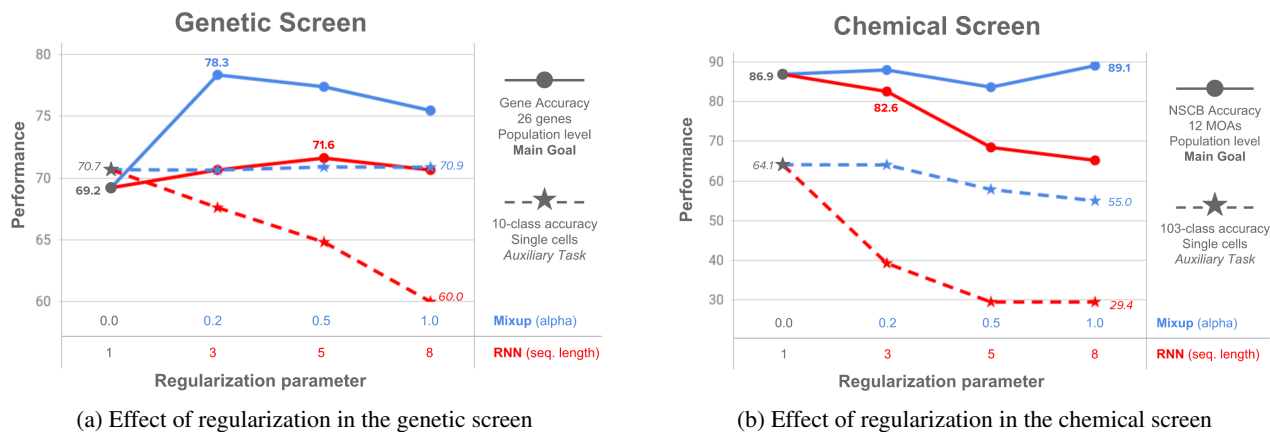 Genetic Screen
80
75
70
65
60
Performance
78.3
71.6
70.7
69.2
70.9
60.0
Gene Accuracy
26 genes
Population level
Main Goal
10-class accuracy
Single cells
Auxiliary Task
0.0 0.2 0.5 1.0 Mixup (alpha)
1 3 5 8 RNN (seq. length)
Regularization parameter
(a) Effect of regularization in the genetic screen
Chemical Screen
90
80
70
60
50
40
30
Performance
86.9
82.6
89.1
64.1
55.0
29.4
NSCB Accuracy
12 MOAs
Population level
Main Goal
103-class accuracy
Single cells
Auxiliary Task
0.0 0.2 0.5 1.0 Mixup (alpha)
1 3 5 8 RNN (seq. length)
Regularization parameter
(b) Effect of regularization in the chemical screen